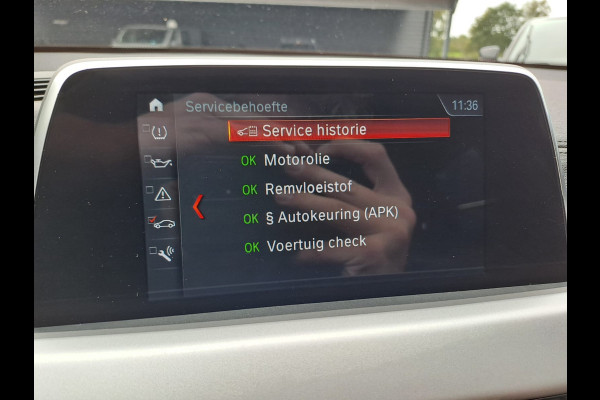 Servicebehoefte
11:36
Service historie
OK Motorolie
OK Remvloeistof
OK § Autokeuring (APK)
OK Voertuig check